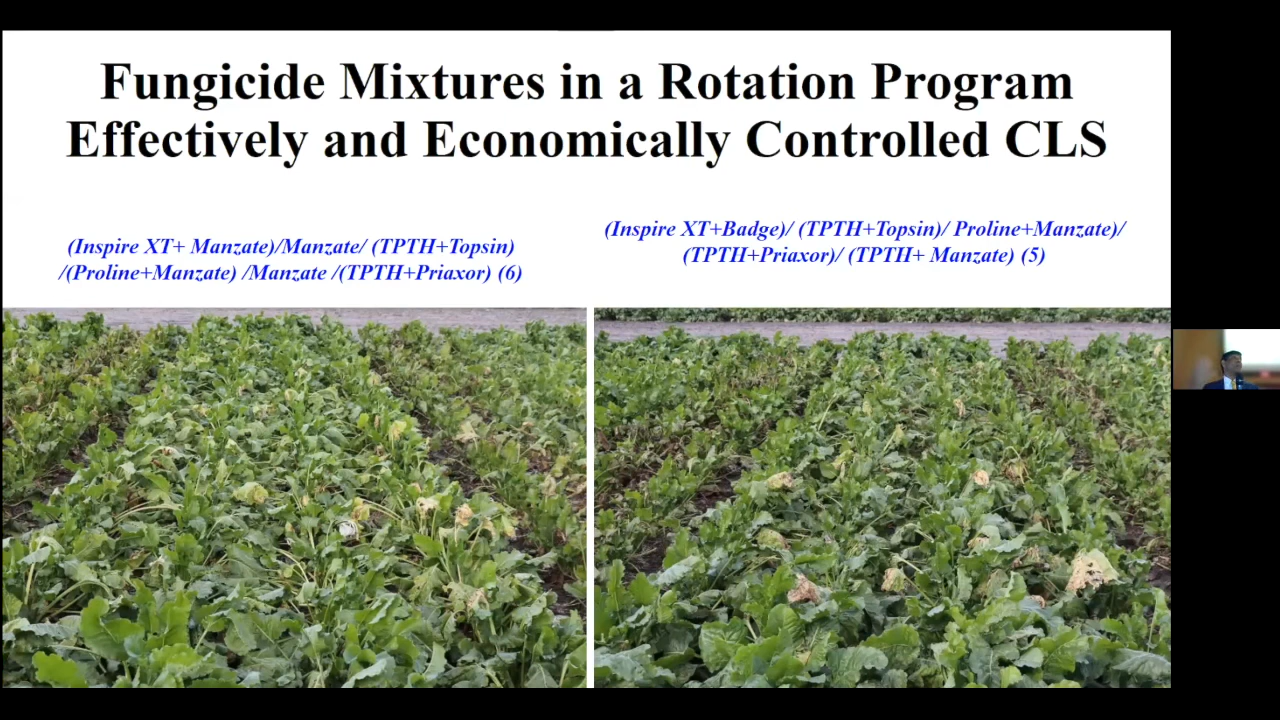 Fungicide Mixtures in a Rotation Program
Effectively and Economically Controlled CLS
(Inspire XT+ Manzate)/Manzate/ (TPTH+Topsin)
/(Proline+Manzate) /Manzate /(TPTH+Priaxor) (6)
(Inspire XT+Badge)/ (TPTH+Topsin)/ Proline+Manzate)/
(TPTH+Priaxor)/ (TPTH+ Manzate) (5)